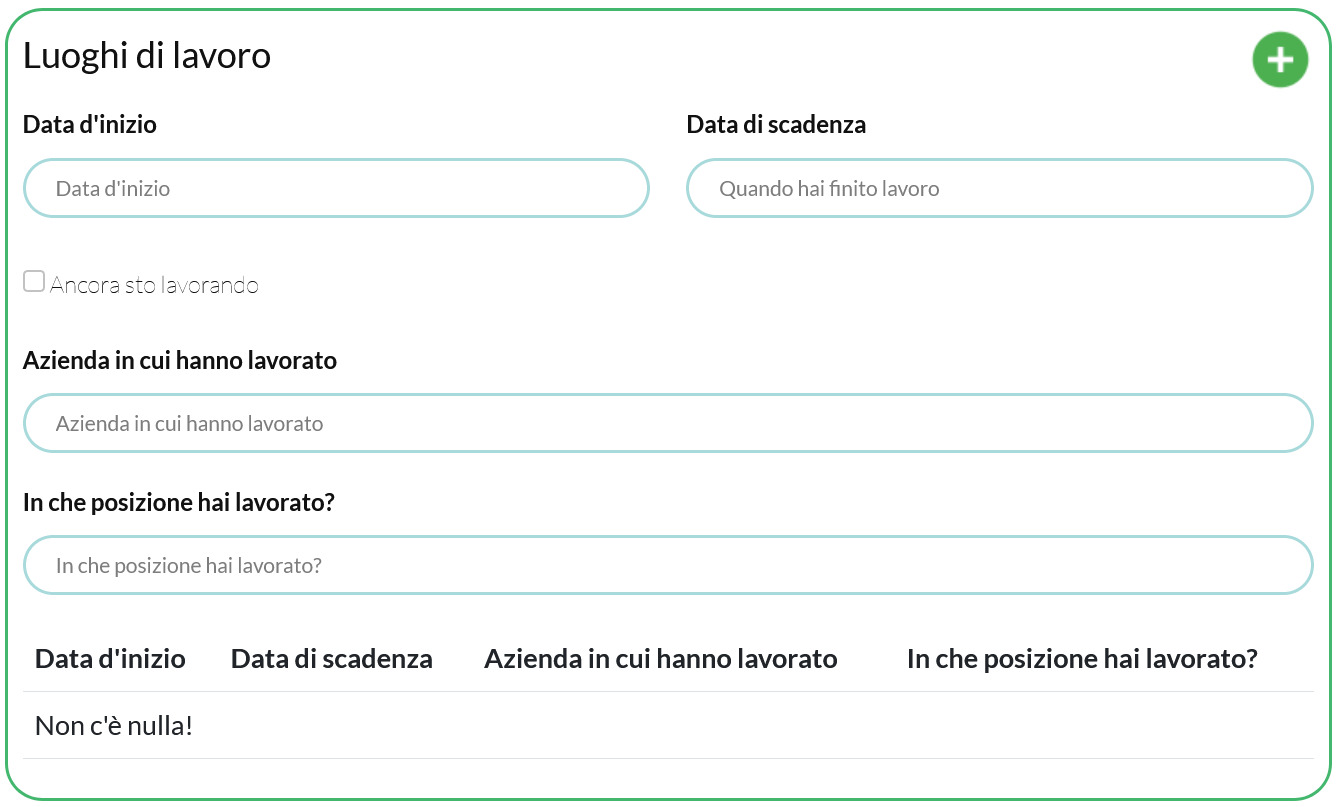 Luoghi di lavoro
Data d'inizio
Data di scadenza
Data d'inizio
Quando hai finito lavoro
Ancora sto lavorando
Azienda in cui hanno lavorato
Azienda in cui hanno lavorato
In che posizione hai lavorato?
In che posizione hai lavorato?
Data d'inizio Data di scadenza Azienda in cui hanno lavorato In che posizione hai lavorato?
Non c'è nulla!